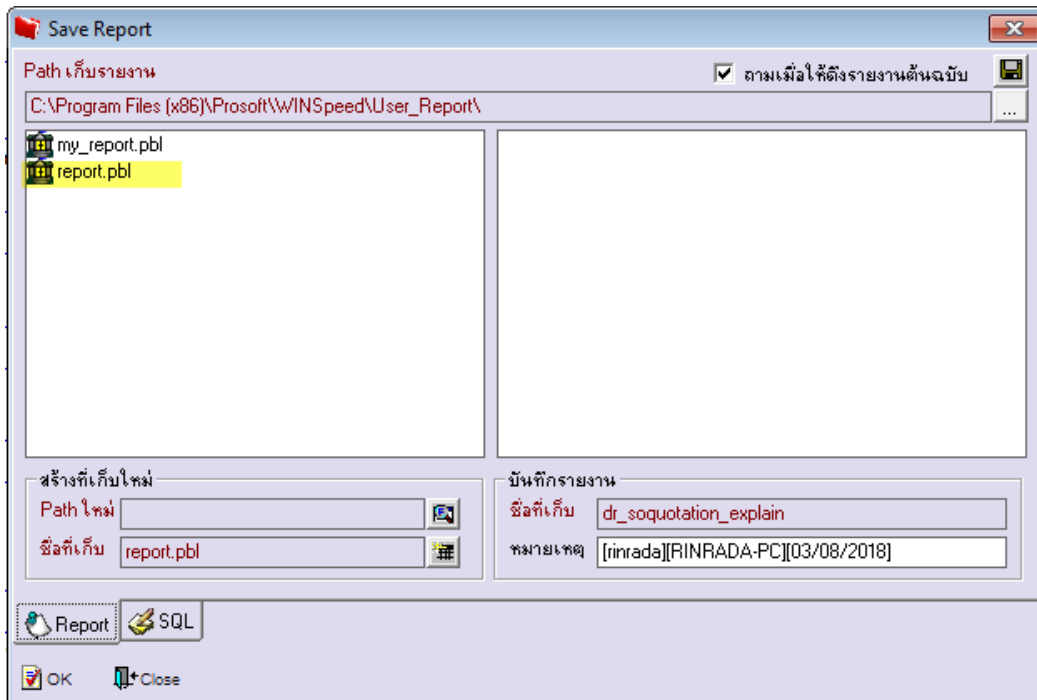 Save Report
Path เก็บรายงาน
ถามเมื่อให้ดึงรายงานต้นฉบับ
C:\Program Files (x86)\Prosoft\WINSpeed\User_Report\
...
my_report.pbl
report.pbl
สร้างที่เก็บใหม่
Path ใหม่
ชื่อที่เก็บ report.pbl
บันทึกรายงาน
ชื่อที่เก็บ dr_soquotation_explain
หมายเหตุ [rinrada][RINRADA-PC][03/08/2018]
Report SQL
OK Close